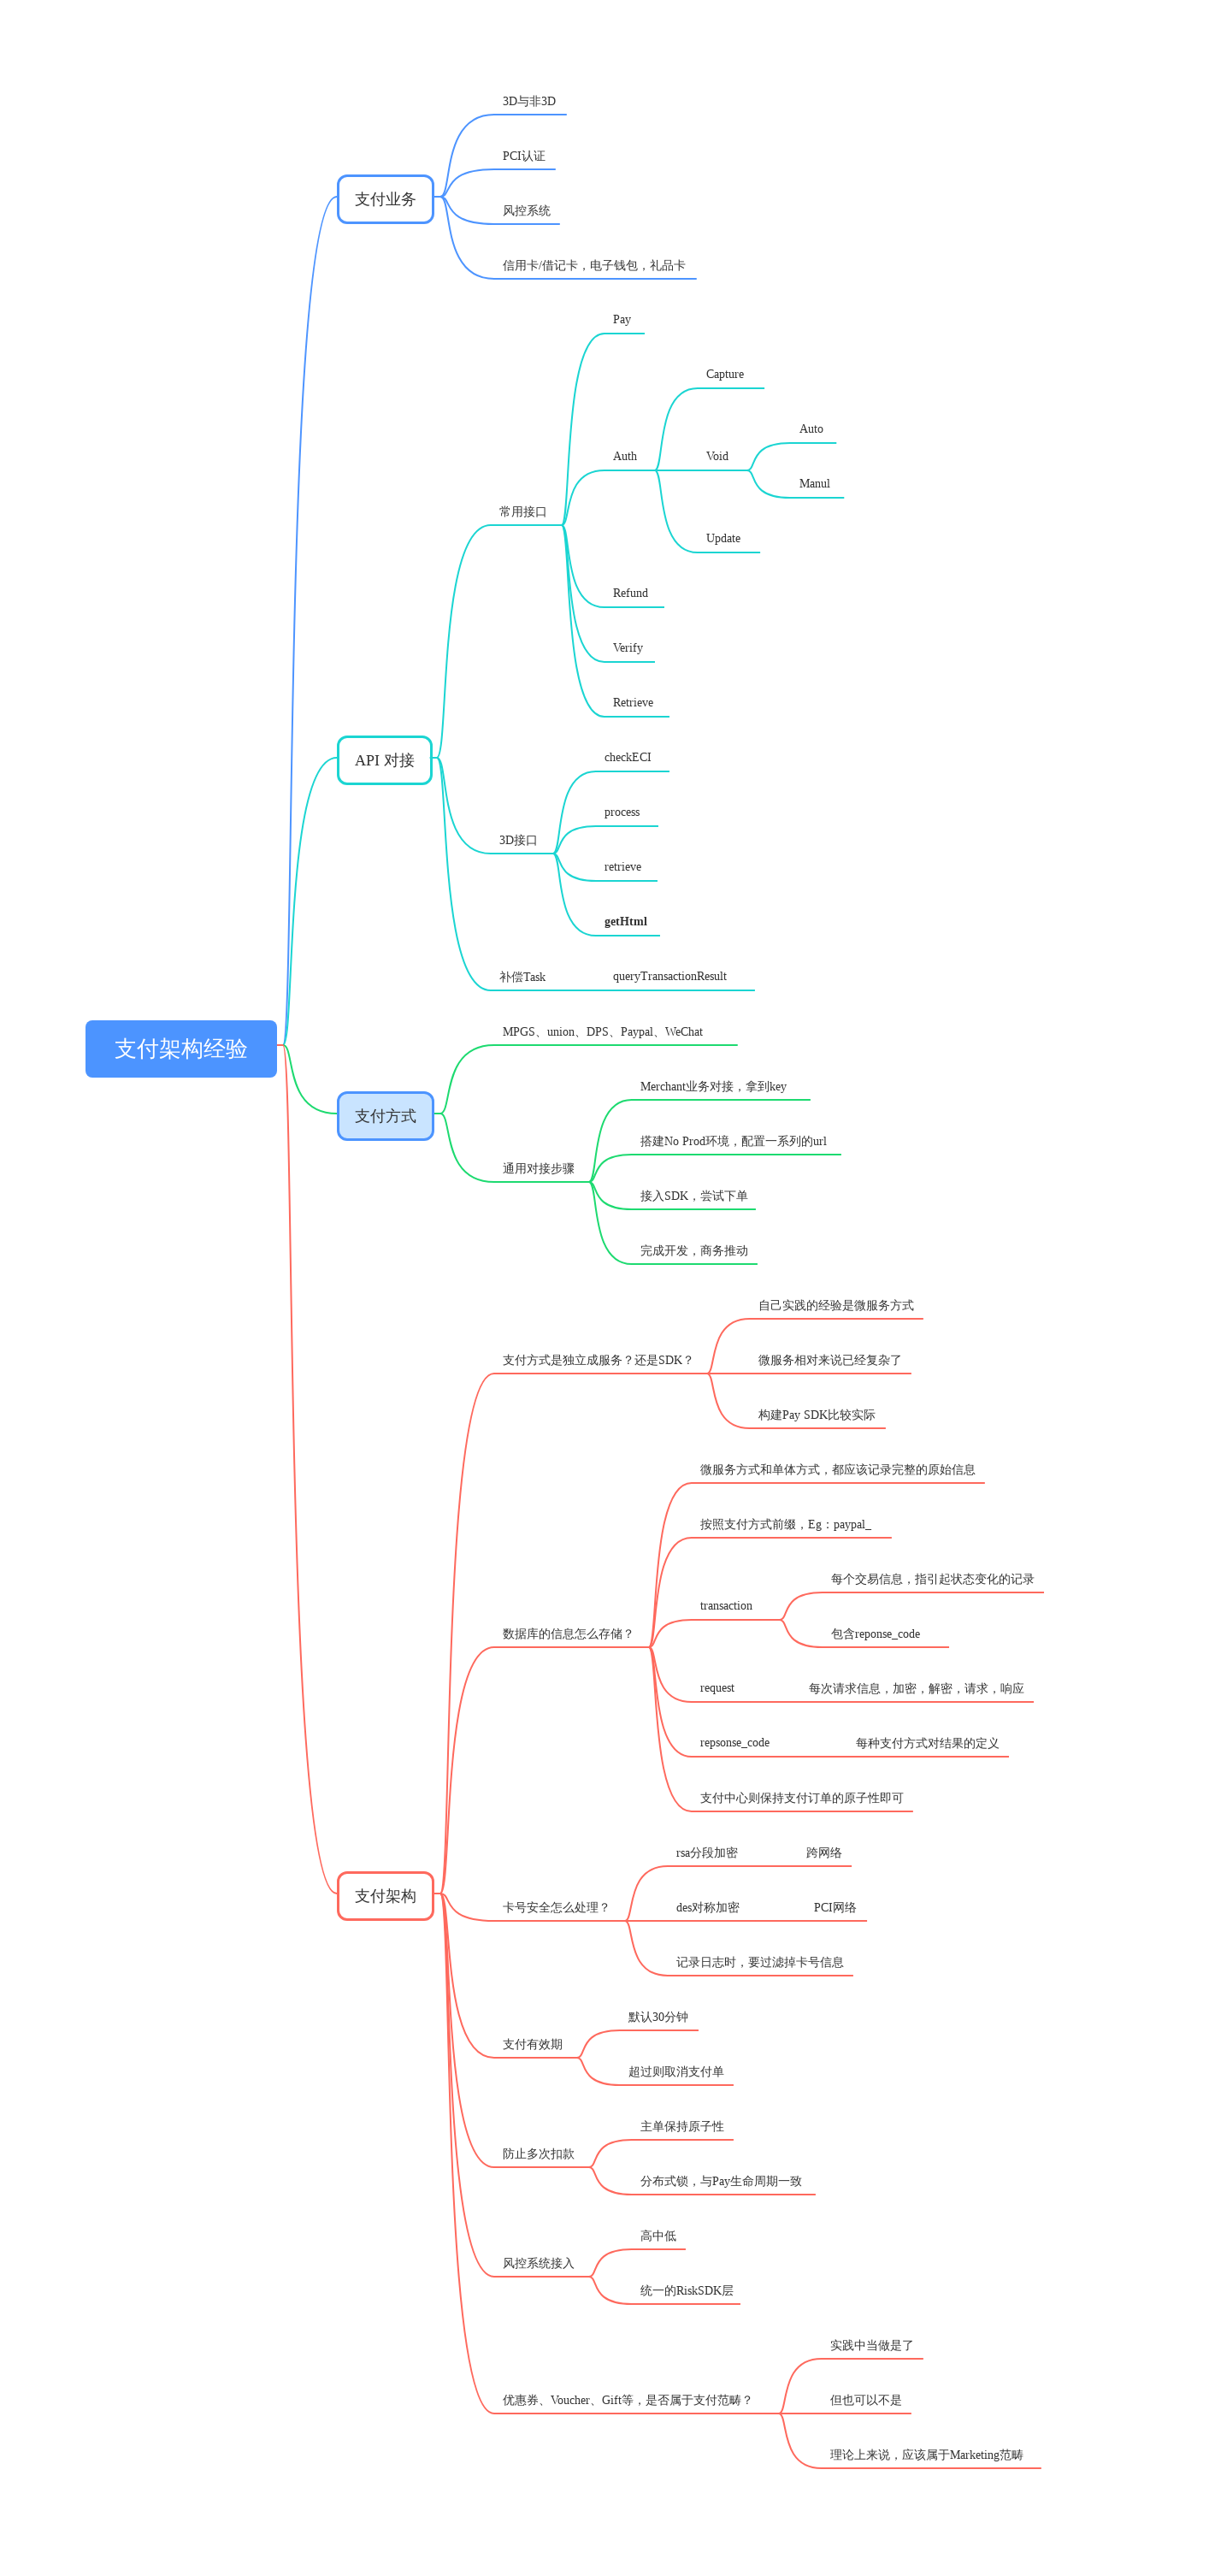 3D与非3D
PCI认证
支付业务
风控系统
信用卡/借记卡，电子钱包，礼品卡
Pay
Capture
Auto
Auth
Void
Manul
常用接口
Update
Refund
Verify
Retrieve
API 对接
checkECI
process
3D接口
retrieve
getHtml
补偿Task
queryTransactionResult
支付架构经验
MPGS、union、DPS、Paypal、WeChat
支付方式
Merchant业务对接，拿到key
搭建No Prod环境，配置一系列的url
通用对接步骤
接入SDK，尝试下单
完成开发，商务推动
自己实践的经验是微服务方式
支付方式是独立成服务？还是SDK？
微服务相对来说已经复杂了
构建Pay SDK比较实际
微服务方式和单体方式，都应该记录完整的原始信息
按照支付方式前缀，Eg：paypal_
每个交易信息，指引起状态变化的记录
transaction
数据库的信息怎么存储？
包含reponse_code
request
每次请求信息，加密，解密，请求，响应
repsonse_code
每种支付方式对结果的定义
支付中心则保持支付订单的原子性即可
rsa分段加密
跨网络
支付架构
卡号安全怎么处理？
des对称加密
PCI网络
记录日志时，要过滤掉卡号信息
默认30分钟
支付有效期
超过则取消支付单
主单保持原子性
防止多次扣款
分布式锁，与Pay生命周期一致
高中低
风控系统接入
统一的RiskSDK层
实践中当做是了
优惠券、Voucher、Gift等，是否属于支付范畴？
但也可以不是
理论上来说，应该属于Marketing范畴